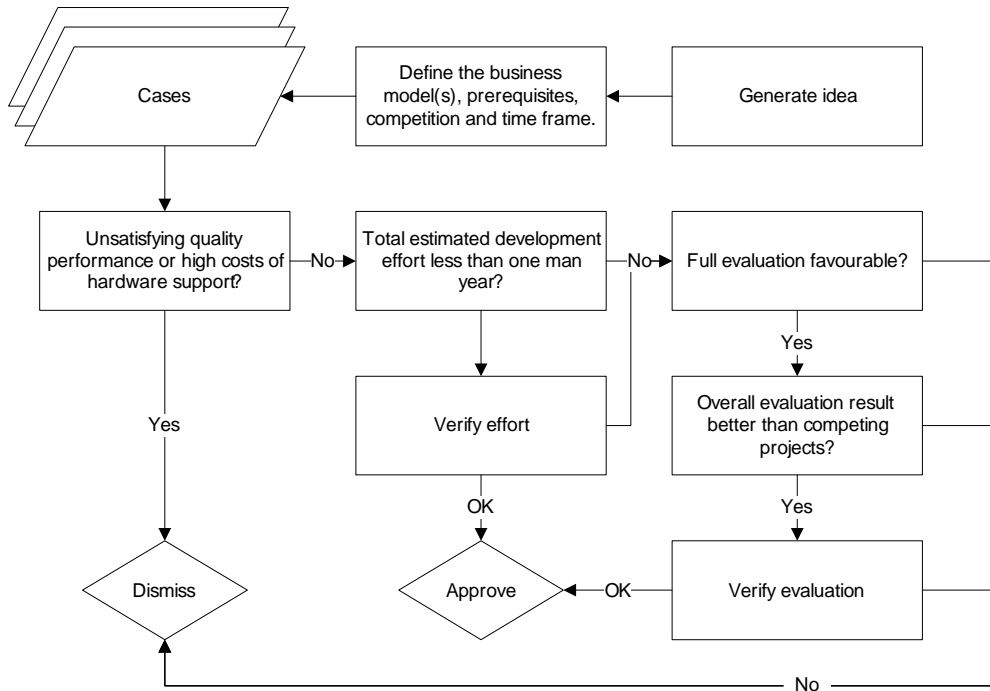 Cases
Define the business
model(s), prerequisites,
competition and time frame.
Generate idea
Unsatisfying quality
performance or high costs of
hardware support?
No
Total estimated development
effort less than one man
year?
No
Full evaluation favourable?
Yes
Yes
Verify effort
Overall evaluation result
better than competing
projects?
OK
Yes
Dismiss
Approve
OK
Verify evaluation
No